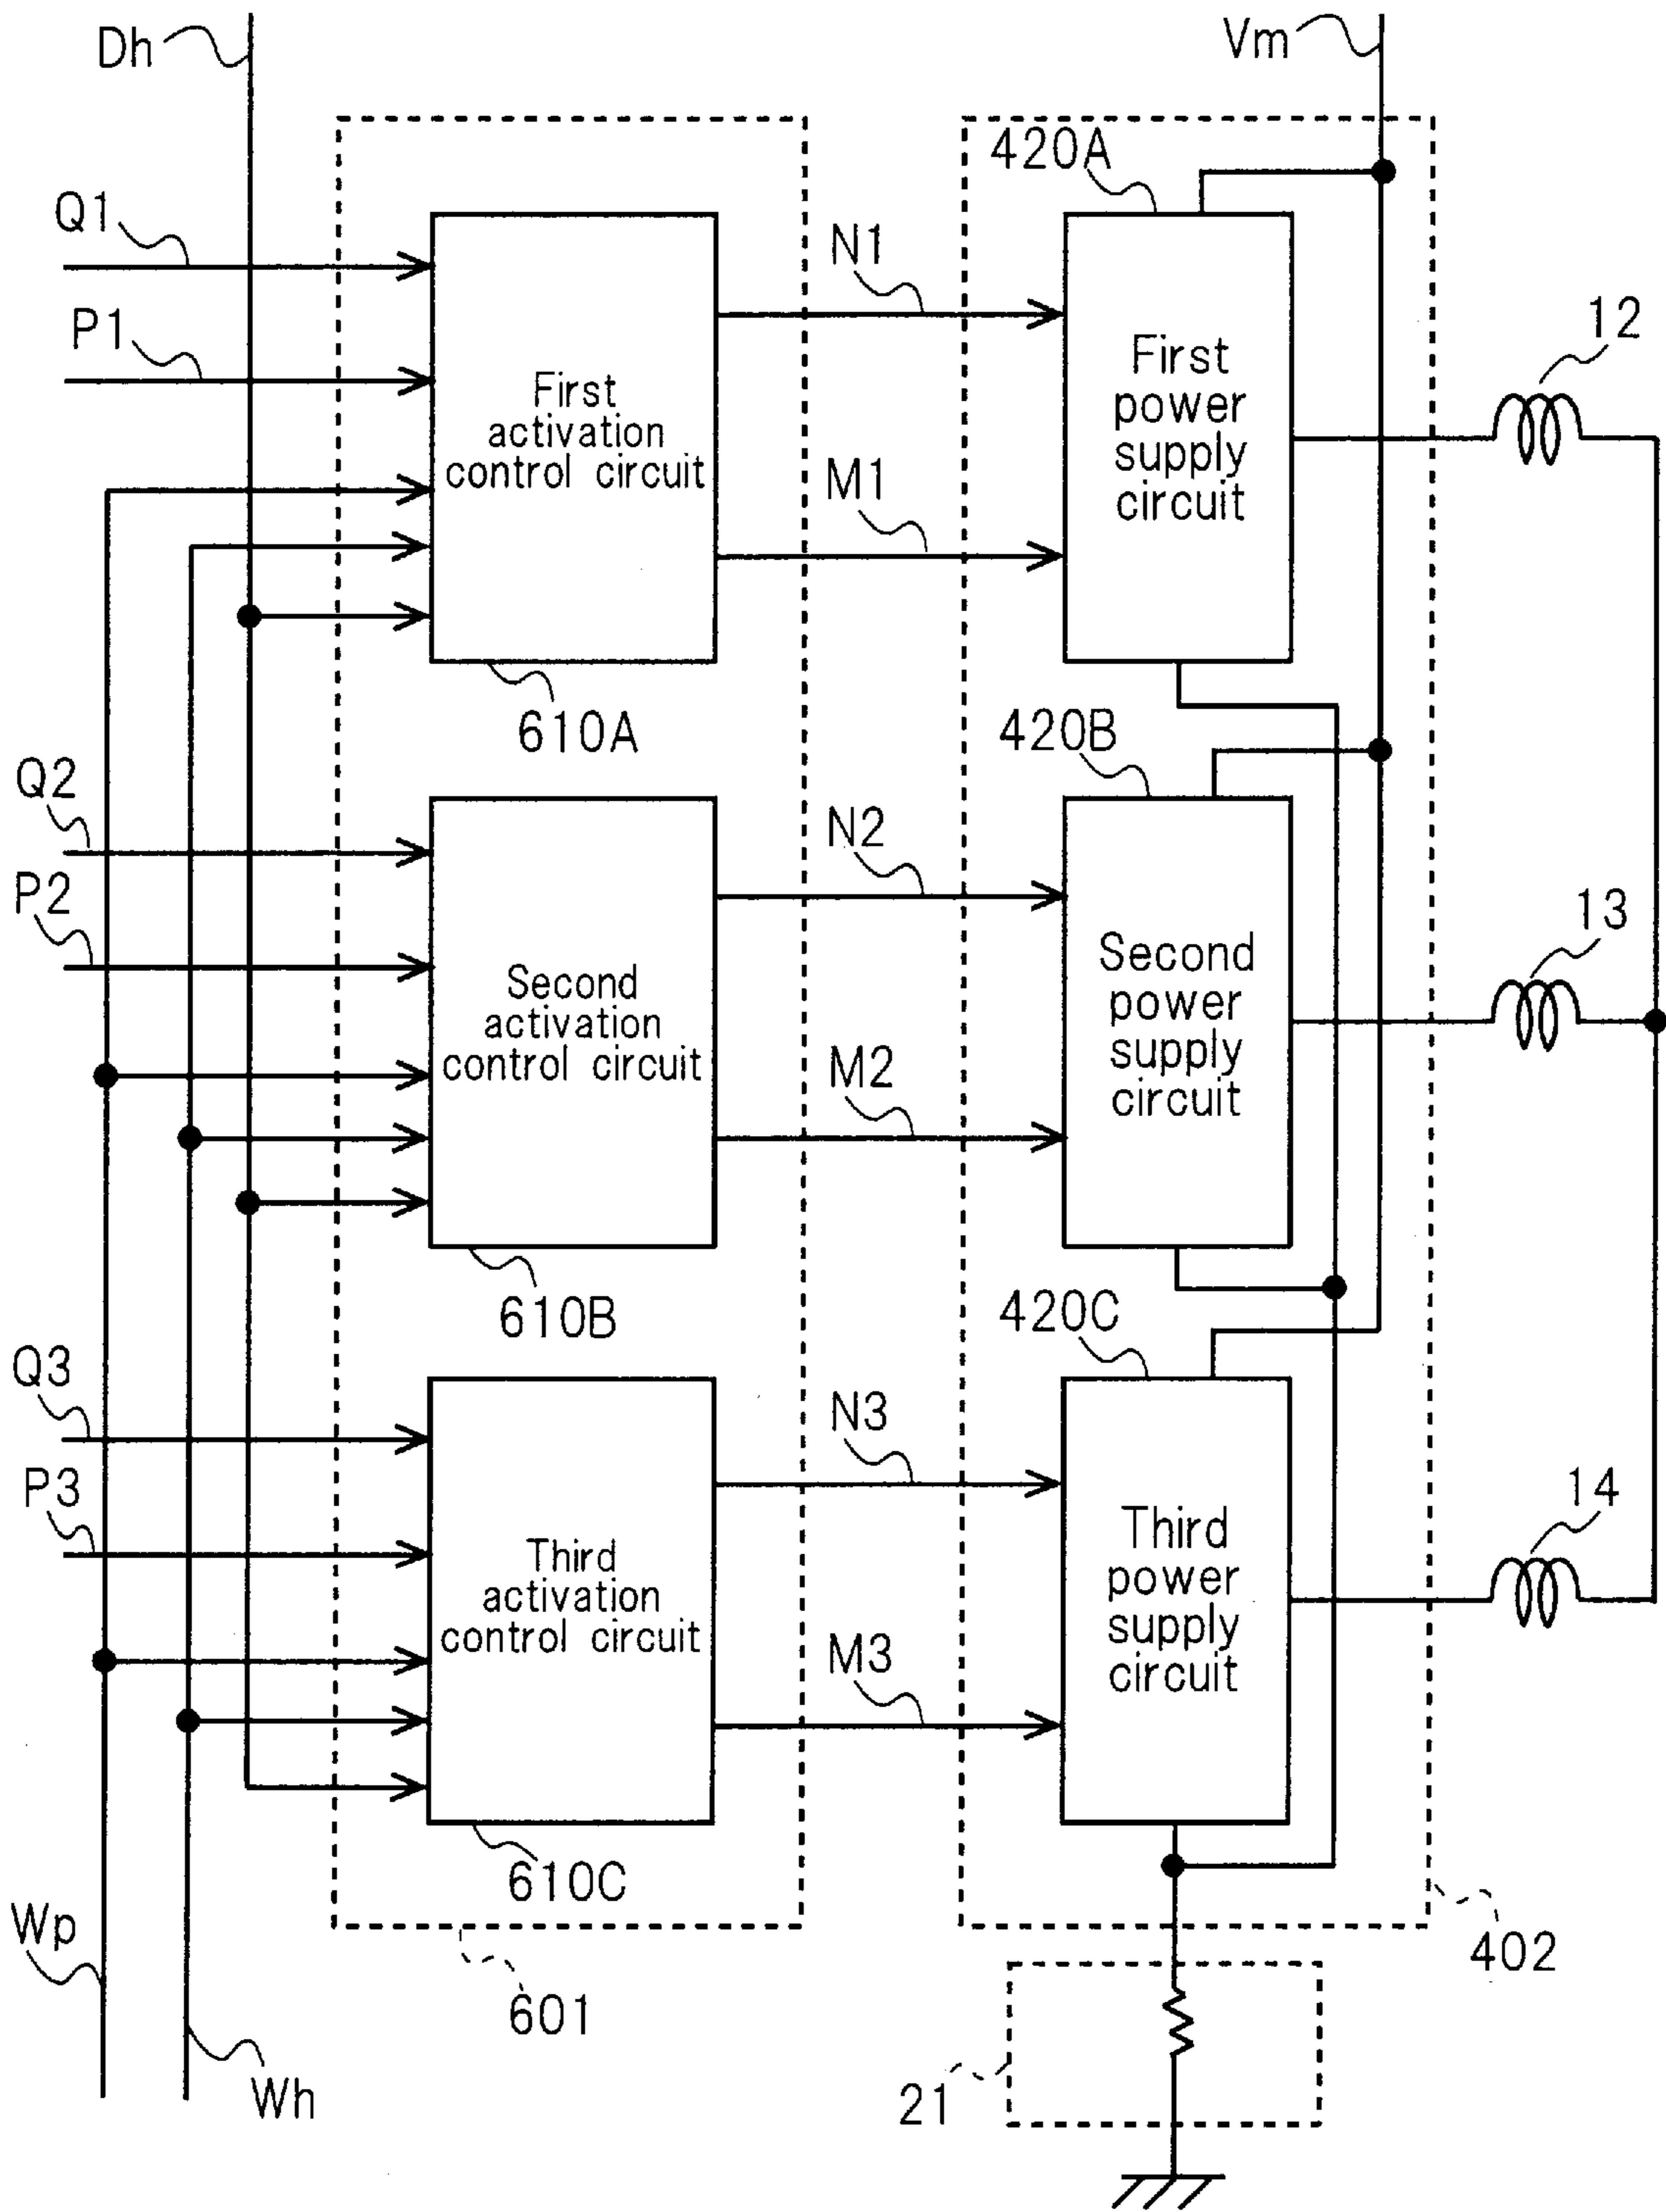 Dh
Vm
420A
Q1
N1
P1
12
First
activation
control circuit
First
power
supply
circuit
M1
610A
420B
Q2
N2
P2
13
Second
activation
control circuit
Second
power
supply
circuit
M2
610B
420C
Q3
N3
P3
14
Third
activation
control circuit
Third
power
supply
circuit
M3
610C
Wp
402
601
Wh
21